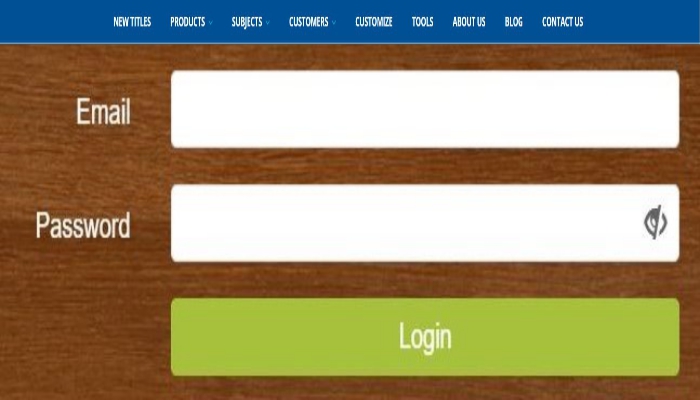 NEW TITLES PRODUCTS SUBJECTS CUSTOMERS CUSTOMIZE TOOLS ABOUT US BLOG CONTACT US
Email
Password
Login